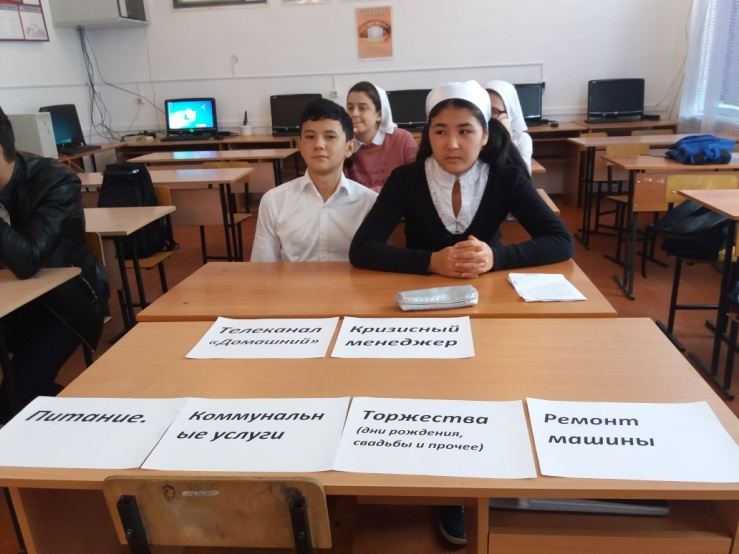 Телеканал
«Домашний»
Кризисный
менеджер
Питание.
Коммунальн
ые услуги
Торжества
(дни рождения,
свадьбы и прочее)
Ремонт
машины